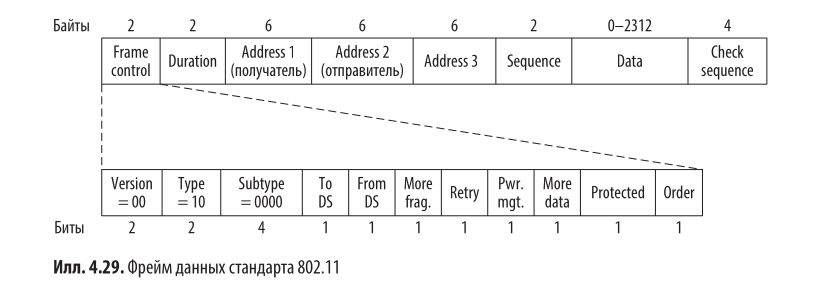 Байты 2 2 6 6 6 2 0–2312 4
Frame control Duration Address 1 (получатель) Address 2 (отправитель) Address 3 Sequence Data Check sequence
Version = 00 Type = 10 Subtype = 0000 To DS From DS More frag. Retry Pwr. mgt. More data Protected Order
Биты 2 2 4 1 1 1 1 1 1 1 1
Илл. 4.29. Фрейм данных стандарта 802.11